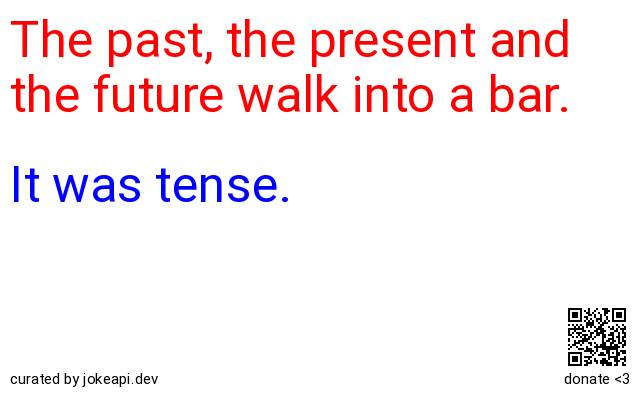 The past, the present and
the future walk into a bar.
It was tense.
curated by jokeapi.dev
donate <3